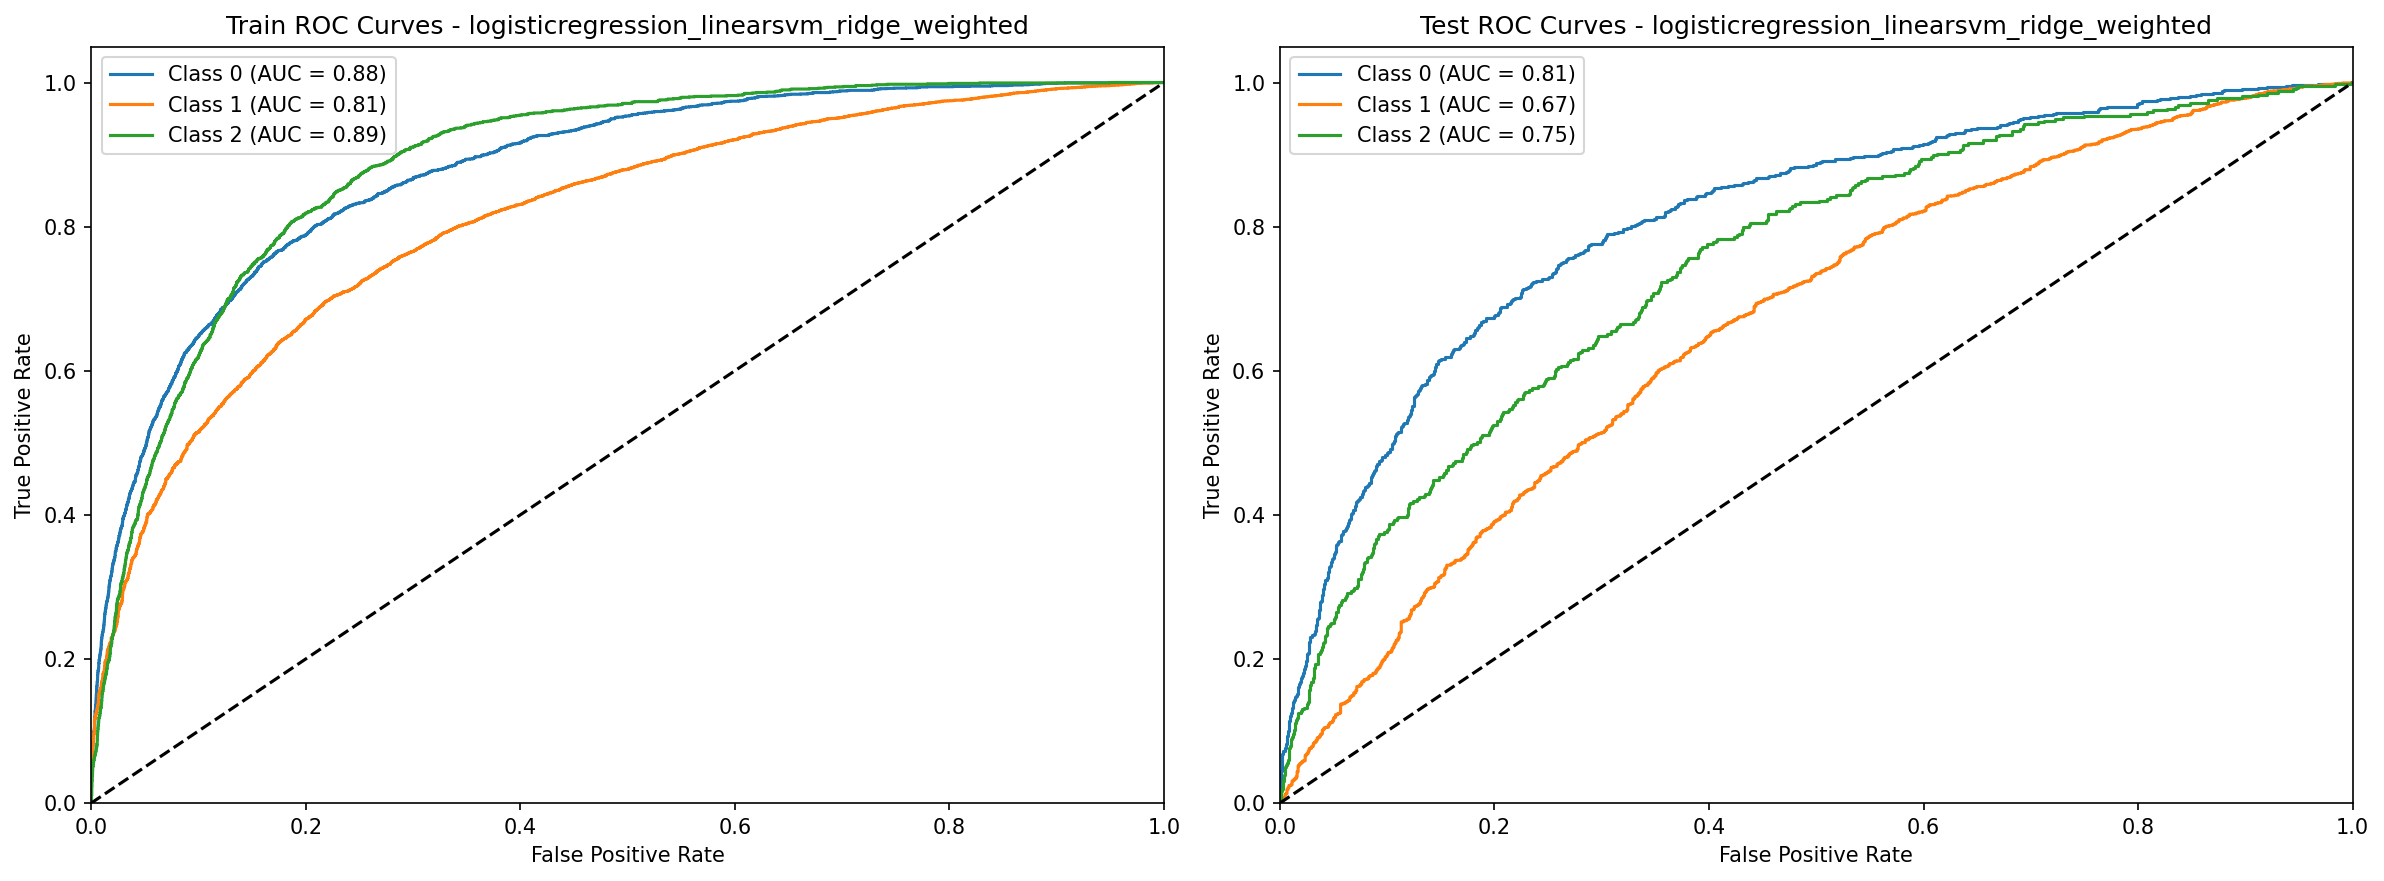 Train ROC Curves - logisticregression_linearsvm_ridge_weighted
Class 0 (AUC = 0.88)
Class 1 (AUC = 0.81)
Class 2 (AUC = 0.89)
True Positive Rate
1.0
0.8
0.6
0.4
0.2
0.0
0.0 0.2 0.4 0.6 0.8 1.0
False Positive Rate
Test ROC Curves - logisticregression_linearsvm_ridge_weighted
Class 0 (AUC = 0.81)
Class 1 (AUC = 0.67)
Class 2 (AUC = 0.75)
True Positive Rate
1.0
0.8
0.6
0.4
0.2
0.0
0.0 0.2 0.4 0.6 0.8 1.0
False Positive Rate